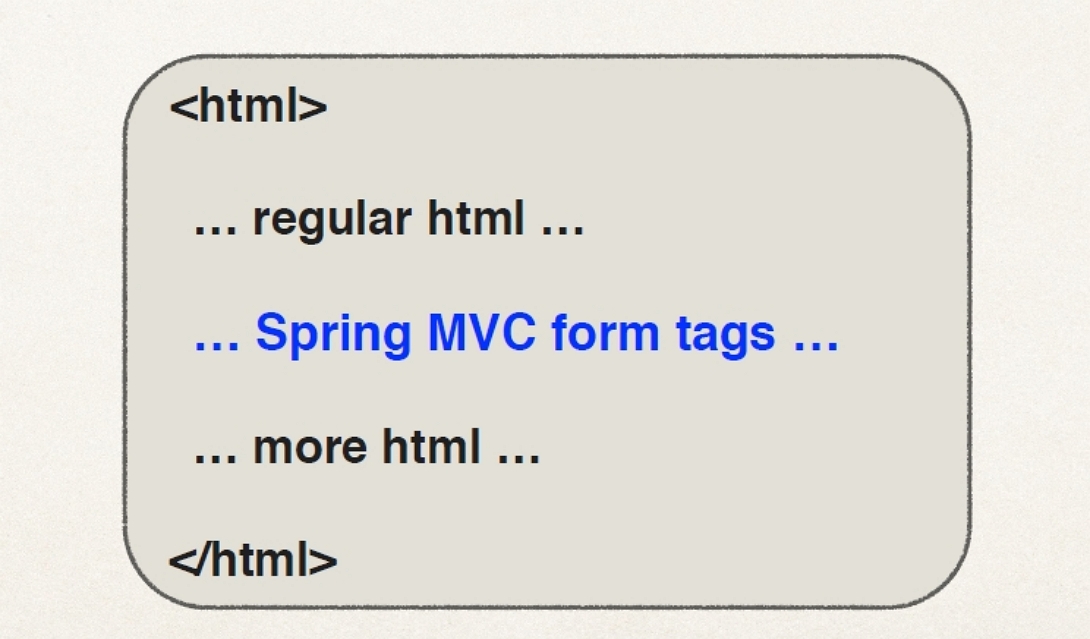 <html>
… regular html …
… Spring MVC form tags …
… more html …
</html>